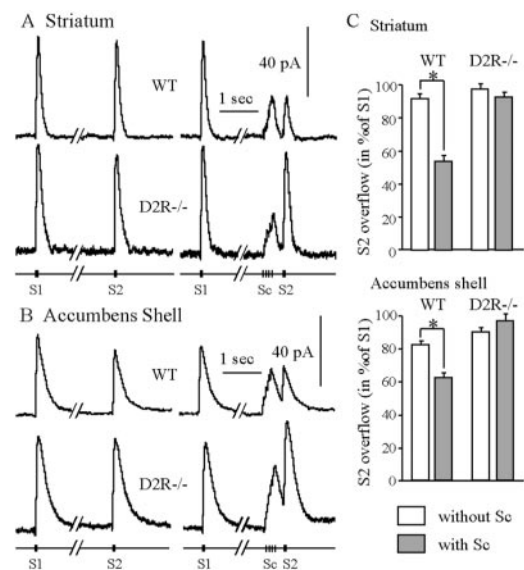 A Striatum
WT
40 pA
1 sec
D2R-/-
S1
S2
S1
Sc
S2
B Accumbens Shell
WT
40 pA
1 sec
D2R-/-
S1
S2
S1
Sc
S2
C
Striatum
WT
D2R-/-
*
S2 overflow (in %of S1)
100
80
60
40
20
0
Accumbens shell
WT
D2R-/-
*
S2 overflow (in %of S1)
100
80
60
40
20
0
without Sc
with Sc